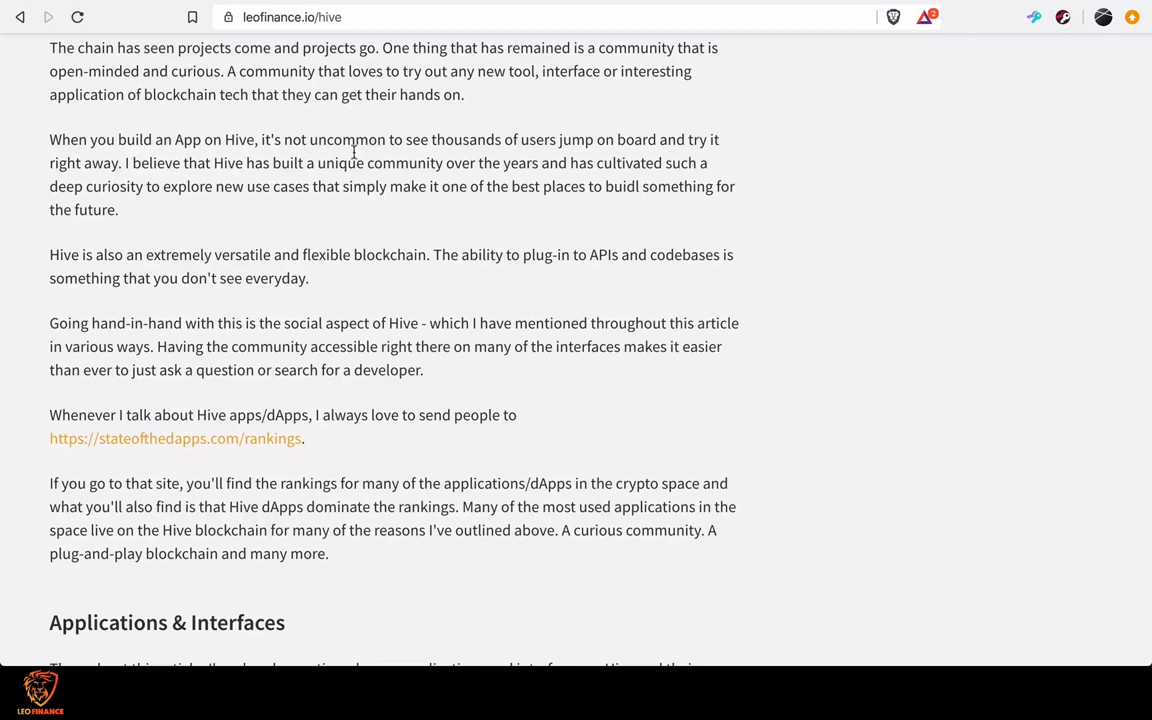 leofinance.io/hive
2
The chain has seen projects come and projects go. One thing that has remained is a community that is
open-minded and curious. A community that loves to try out any new tool, interface or interesting
application of blockchain tech that they can get their hands on.
When you build an App on Hive, it's not uncommon to see thousands of users jump on board and try it
right away. I believe that Hive has built a unique community over the years and has cultivated such a
deep curiosity to explore new use cases that simply make it one of the best places to buidl something for
the future.
Hive is also an extremely versatile and flexible blockchain. The ability to plug-in to APIs and codebases is
something that you don't see everyday.
Going hand-in-hand with this is the social aspect of Hive - which I have mentioned throughout this article
in various ways. Having the community accessible right there on many of the interfaces makes it easier
than ever to just ask a question or search for a developer.
Whenever I talk about Hive apps/dApps, I always love to send people to
https://stateofthedapps.com/rankings.
If you go to that site, you'll find the rankings for many of the applications/dApps in the crypto space and
what you'll also find is that Hive dApps dominate the rankings. Many of the most used applications in the
space live on the Hive blockchain for many of the reasons I've outlined above. A curious community. A
plug-and-play blockchain and many more.
Applications & Interfaces
LEOFINANCE